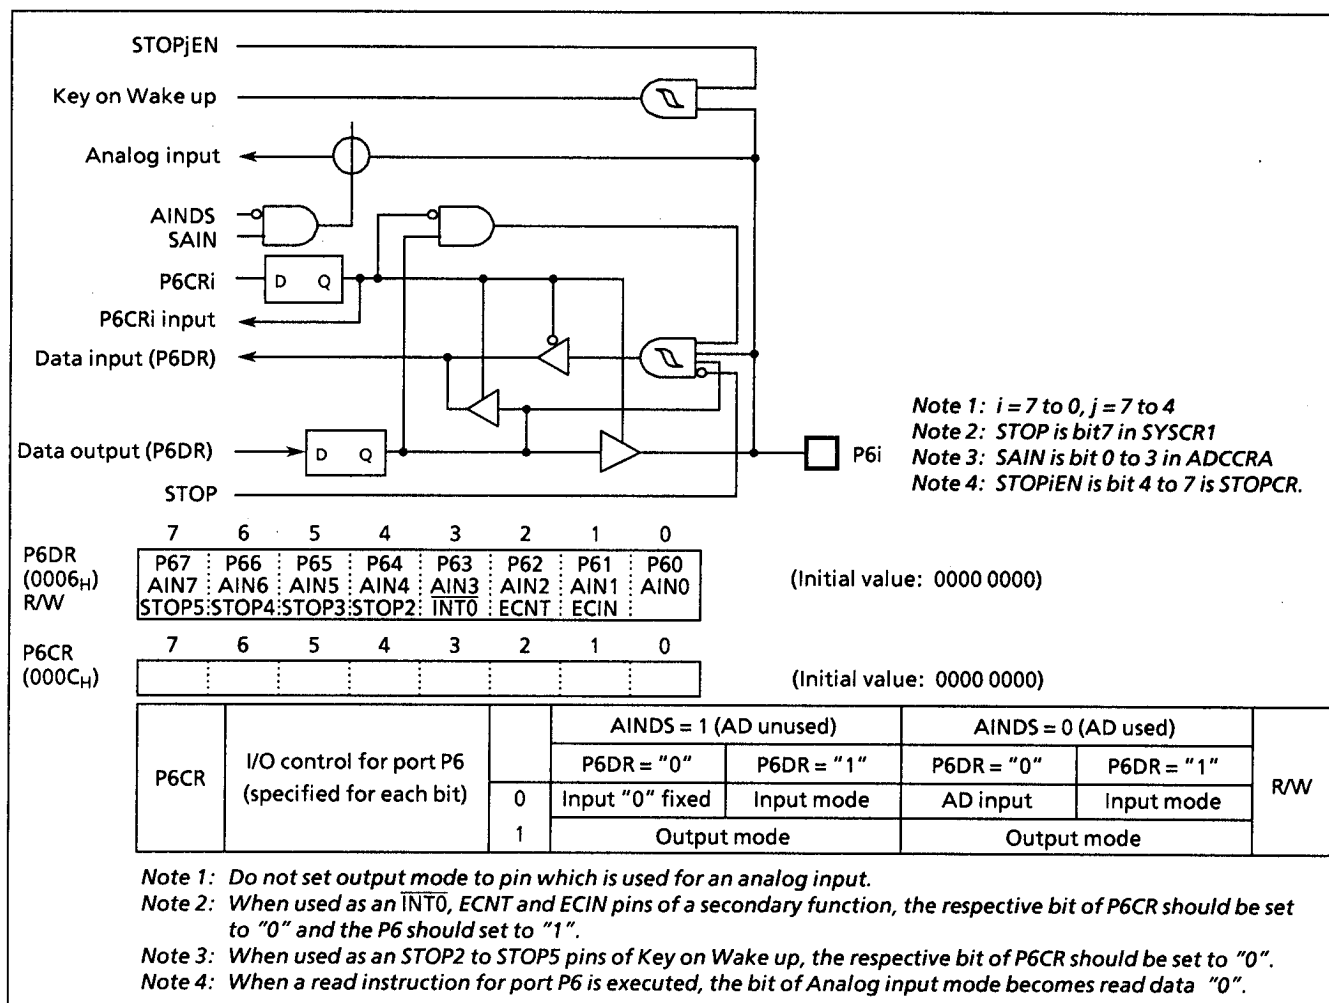 STOPjEN
Key on Wake up
Analog input
AINDS
SAIN
P6CRi
D Q
P6CRi input
Data input (P6DR)
Data output (P6DR)
D Q
STOP
P6i
Note 1: i = 7 to 0, j = 7 to 4
Note 2: STOP is bit7 in SYSCR1
Note 3: SAIN is bit 0 to 3 in ADCCRA
Note 4: STOPiEN is bit 4 to 7 is STOPCR.
7 6 5 4 3 2 1 0
P6DR
(0006H)
R/W
P67 P66 P65 P64 P63 P62 P61 P60
AIN7 AIN6 AIN5 AIN4 AIN3 AIN2 AIN1 AIN0
STOP5 STOP4 STOP3 STOP2 INT0 ECNT ECIN
(Initial value: 0000 0000)
7 6 5 4 3 2 1 0
P6CR
(000CH)
(Initial value: 0000 0000)
P6CR
I/O control for port P6
(specified for each bit)
AINDS = 1 (AD unused) AINDS = 0 (AD used)
P6DR = "0" P6DR = "1" P6DR = "0" P6DR = "1"
0 Input "0" fixed Input mode AD input Input mode
1 Output mode Output mode
R/W
Note 1: Do not set output mode to pin which is used for an analog input.
Note 2: When used as an INT0, ECNT and ECIN pins of a secondary function, the respective bit of P6CR should be set
to "0" and the P6 should set to "1".
Note 3: When used as an STOP2 to STOP5 pins of Key on Wake up, the respective bit of P6CR should be set to "0".
Note 4: When a read instruction for port P6 is executed, the bit of Analog input mode becomes read data "0".